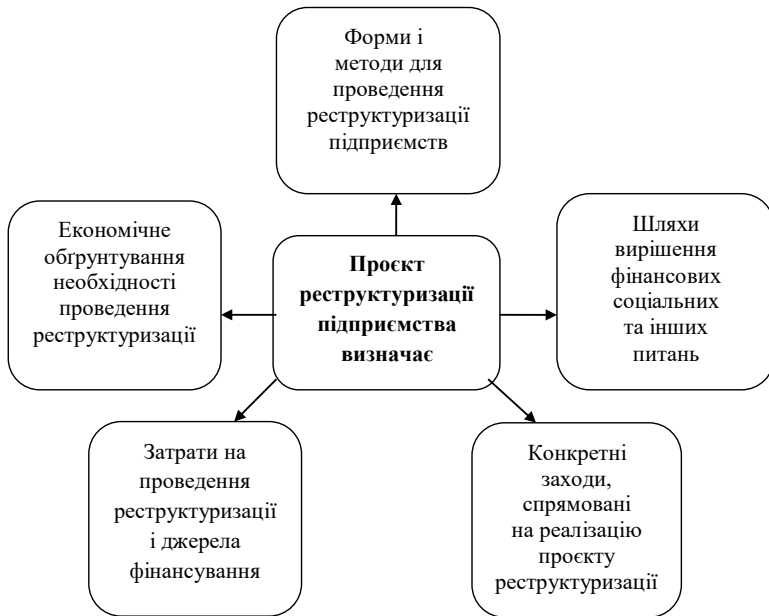 Форми і
методи для
проведення
реструктуризації
підприємств
Економічне
обґрунтування
необхідності
проведення
реструктуризації
Проєкт
реструктуризації
підприємства
визначає
Шляхи
вирішення
фінансових
соціальних
та інших
питань
Затрати на
проведення
реструктуризації
і джерела
фінансування
Конкретні
заходи,
спрямовані
на реалізацію
проєкту
реструктуризації